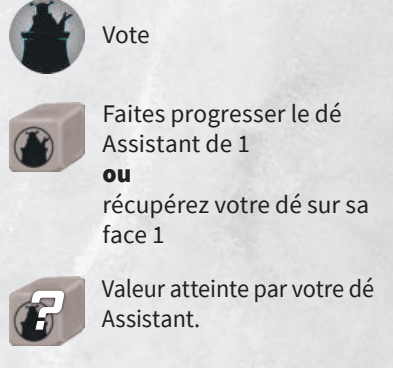 Vote
Faites progresser le dé
Assistant de 1
ou
récupérez votre dé sur sa
face 1
?
Valeur atteinte par votre dé
Assistant.